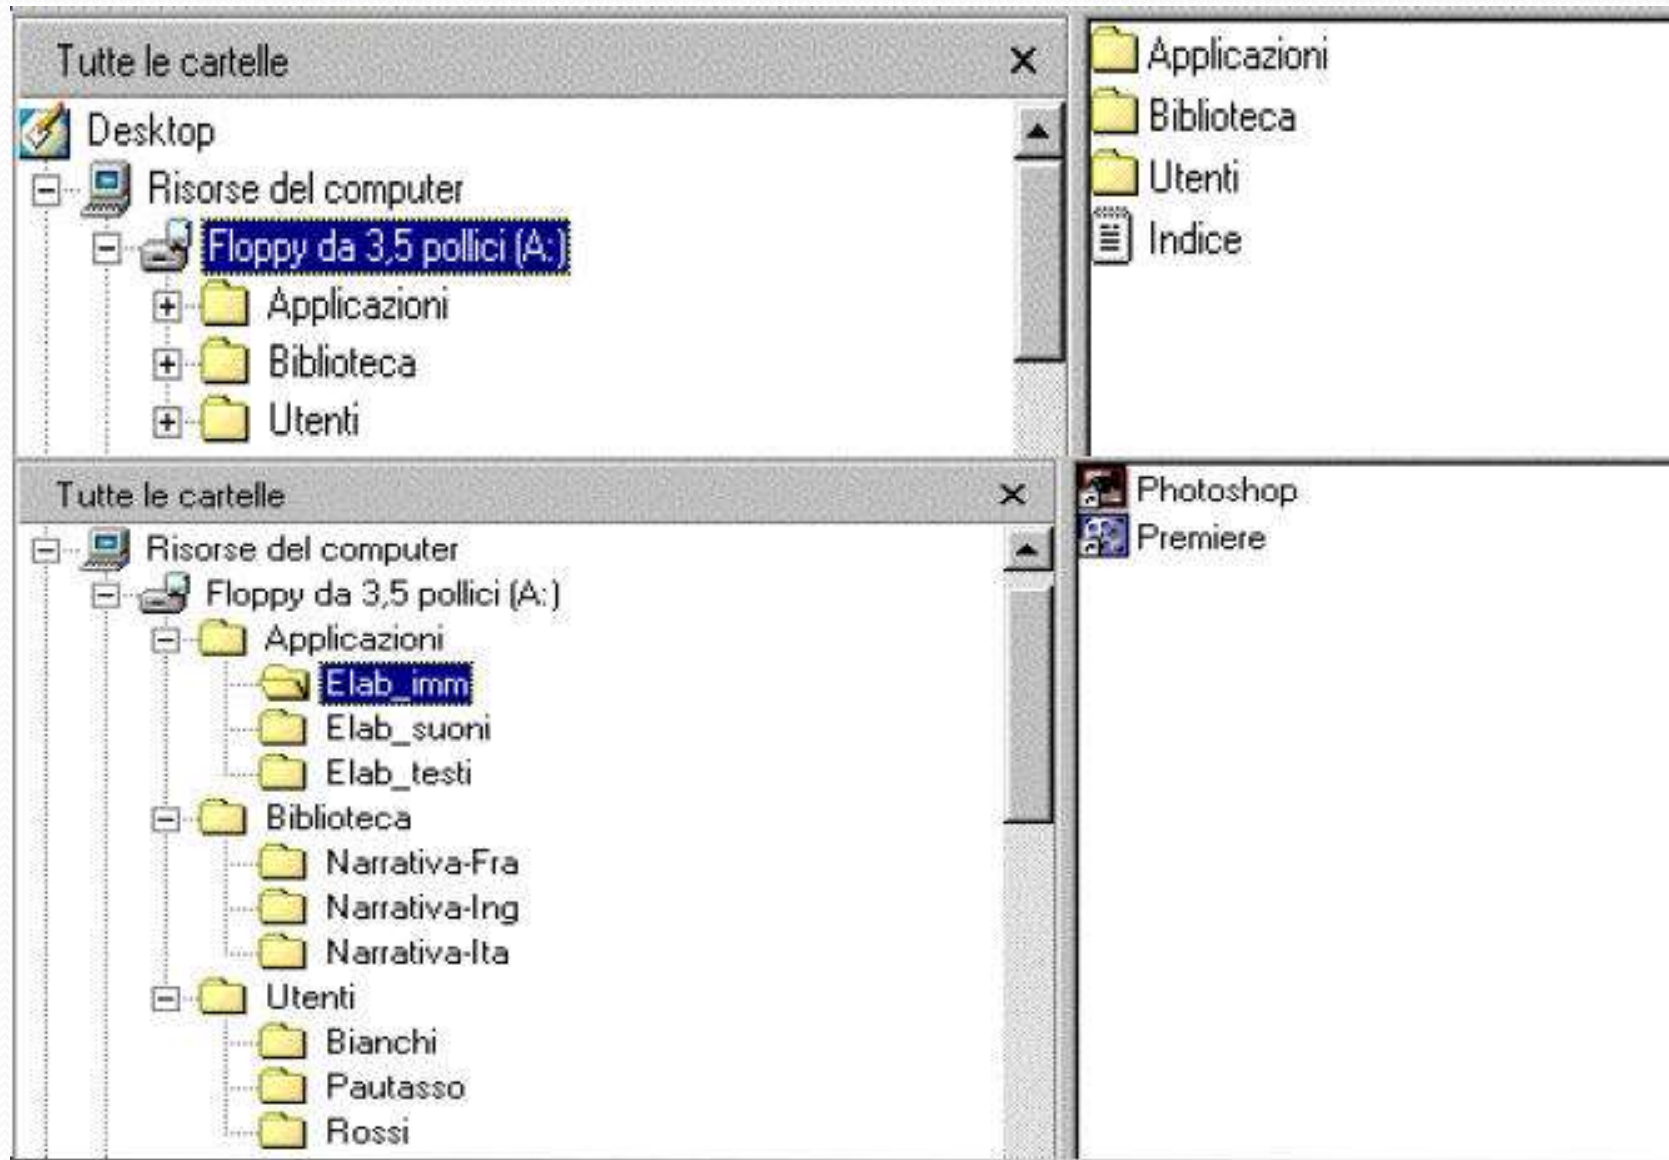 Tutte le cartelle
Desktop
Risorse del computer
Floppy da 3,5 pollici (A:)
Applicazioni
Biblioteca
Utenti
Applicazioni
Biblioteca
Utenti
Indice
Tutte le cartelle
Risorse del computer
Floppy da 3,5 pollici (A:)
Applicazioni
Elab_imm
Elab_suoni
Elab_testi
Biblioteca
Narrativa-Fra
Narrativa-Ing
Narrativa-Ita
Utenti
Bianchi
Pautasso
Rossi
Photoshop
Premiere